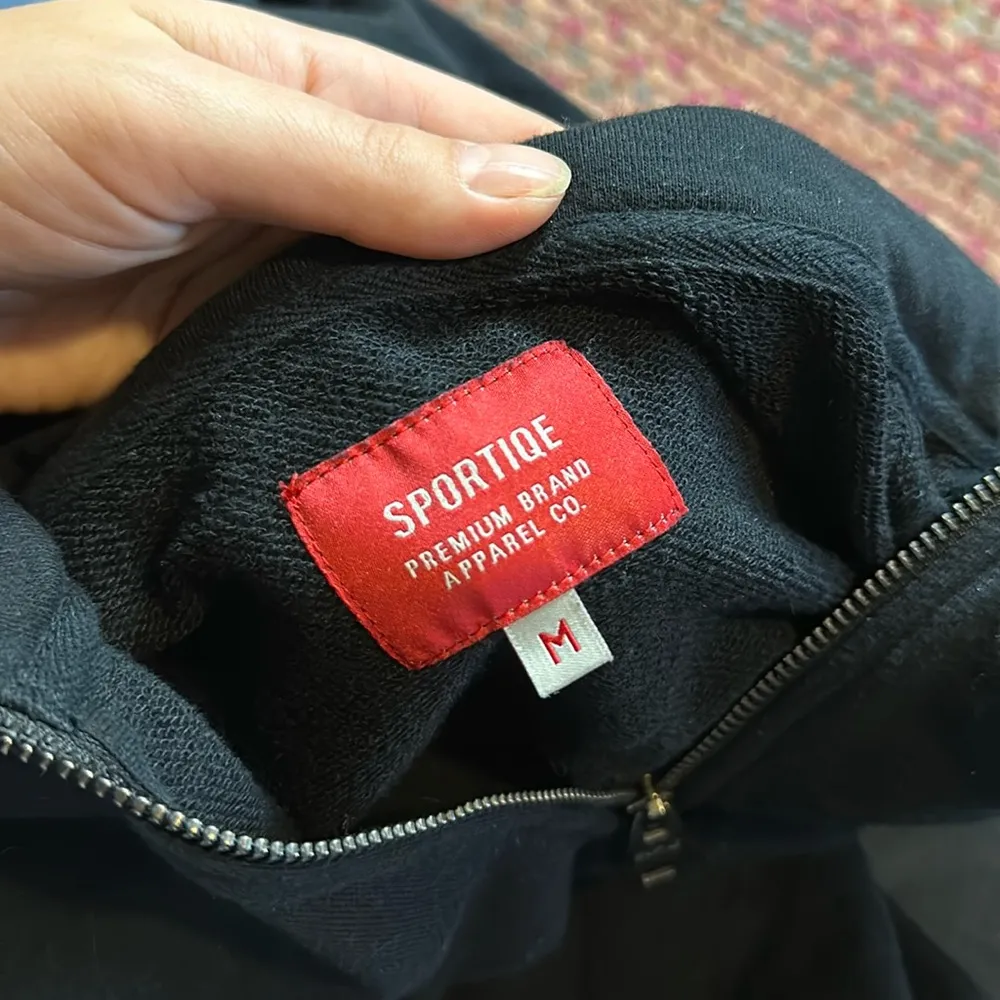 SPORTIQE
PREMIUM BRAND
APPAREL CO.
M